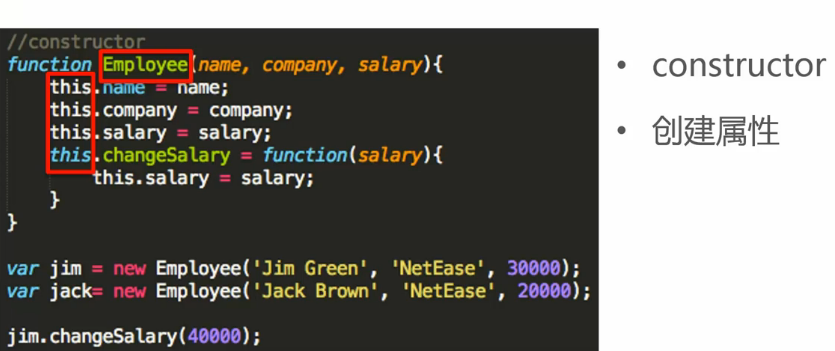 //constructor
function Employee(name, company, salary){
    this.name = name;
    this.company = company;
    this.salary = salary;
    this.changeSalary = function(salary){
        this.salary = salary;
    }
}
var jim = new Employee('Jim Green', 'NetEase', 30000);
var jack= new Employee('Jack Brown', 'NetEase', 20000);
jim.changeSalary(40000);
• constructor
• 创建属性